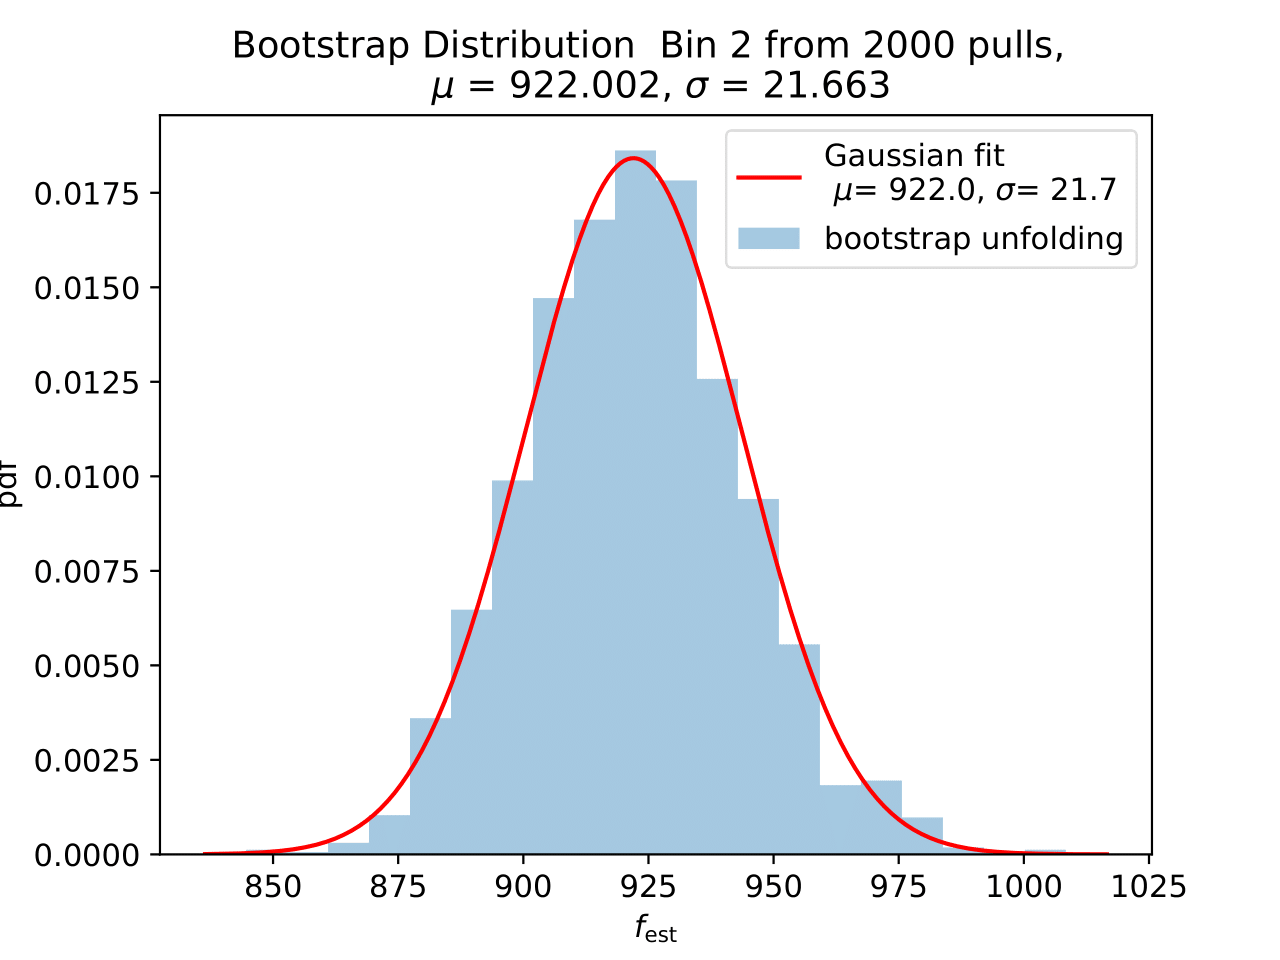 Bootstrap Distribution  Bin 2 from 2000 pulls,
μ = 922.002, σ = 21.663
Gaussian fit
μ= 922.0, σ= 21.7
bootstrap unfolding
0.0175
0.0150
0.0125
0.0100
0.0075
0.0050
0.0025
0.0000
pdf
850 875 900 925 950 975 1000 1025
f_est